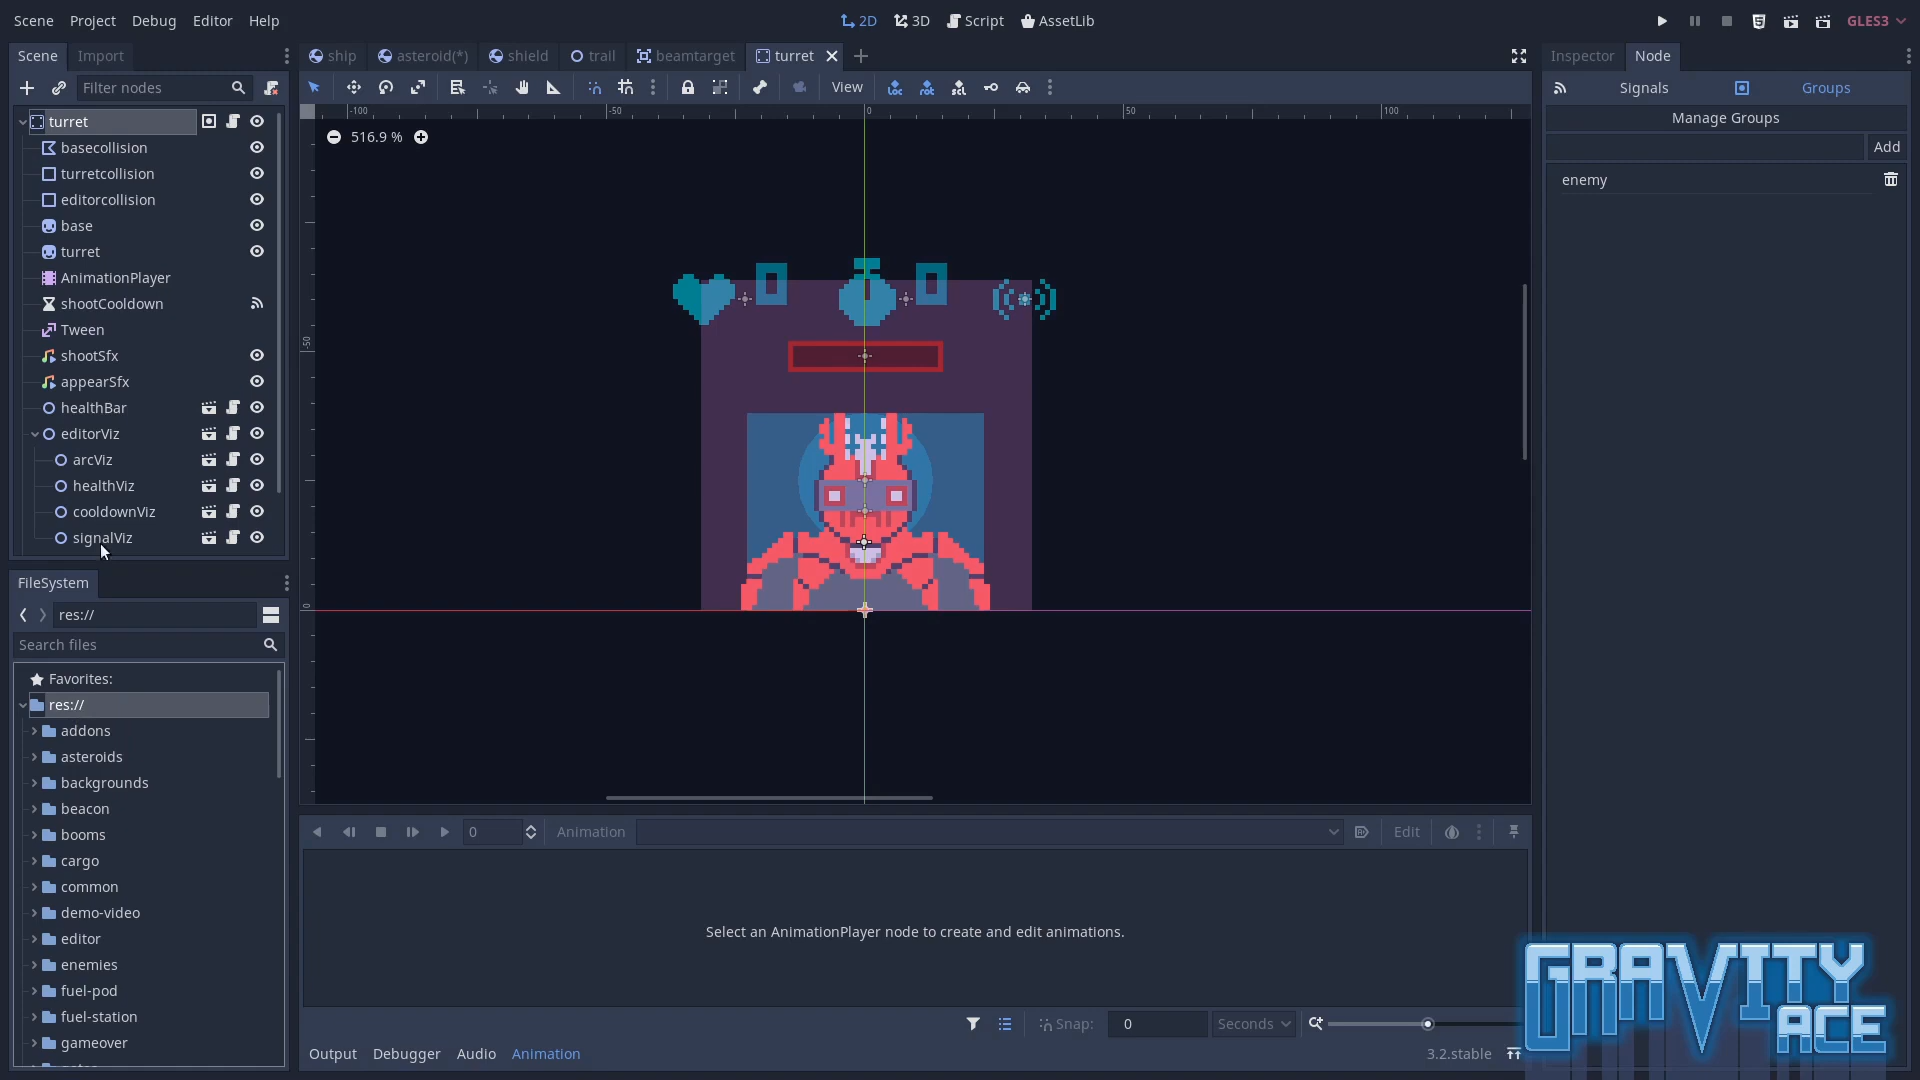 Scene Project Debug Editor Help
2D 3D Script AssetLib
GLES3
Scene Import
ship asteroid(*) shield trail beamtarget turret
Inspector Node
Filter nodes
View
Signals Groups
Manage Groups
Add
enemy
-100 -50 0 50 100
516.9 %
-50
0
turret
basecollision
turretcollision
editorcollision
base
turret
AnimationPlayer
shootCooldown
Tween
shootSfx
appearSfx
healthBar
editorViz
arcViz
healthViz
cooldownViz
signalViz
FileSystem
res://
Search files
Favorites:
res://
addons
asteroids
backgrounds
beacon
booms
cargo
common
demo-video
editor
enemies
fuel-pod
fuel-station
gameover
0 Animation Edit
Select an AnimationPlayer node to create and edit animations.
Snap: 0 Seconds
Output Debugger Audio Animation
3.2.stable
GRAVITY
ACE